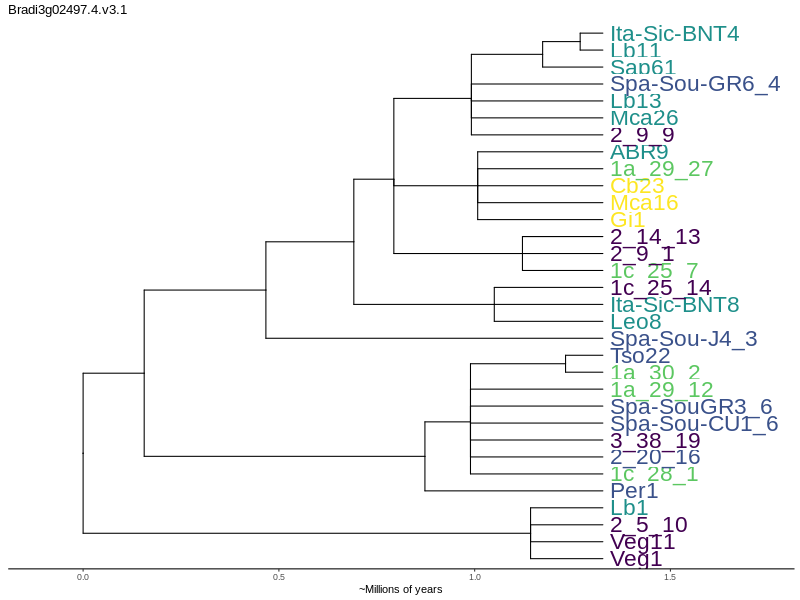 Bradi3g02497.4.v3.1
Ita-Sic-BNT4
Lb11
Sap61
Spa-Sou-GR6_4
Lb13
Mca26
2_9_9
ABR9
1a_29_27
Cb23
Mca16
Gi1
2_14_13
2_9_1
1c_25_7
1c_25_14
Ita-Sic-BNT8
Leo8
Spa-Sou-J4_3
Tso22
1a_30_2
1a_29_12
Spa-SouGR3_6
Spa-Sou-CU1_6
3_38_19
2_20_16
1c_28_1
Per1
Lb1
2_5_10
Veg11
Veg1
0.0 0.5 1.0 1.5
~Millions of years